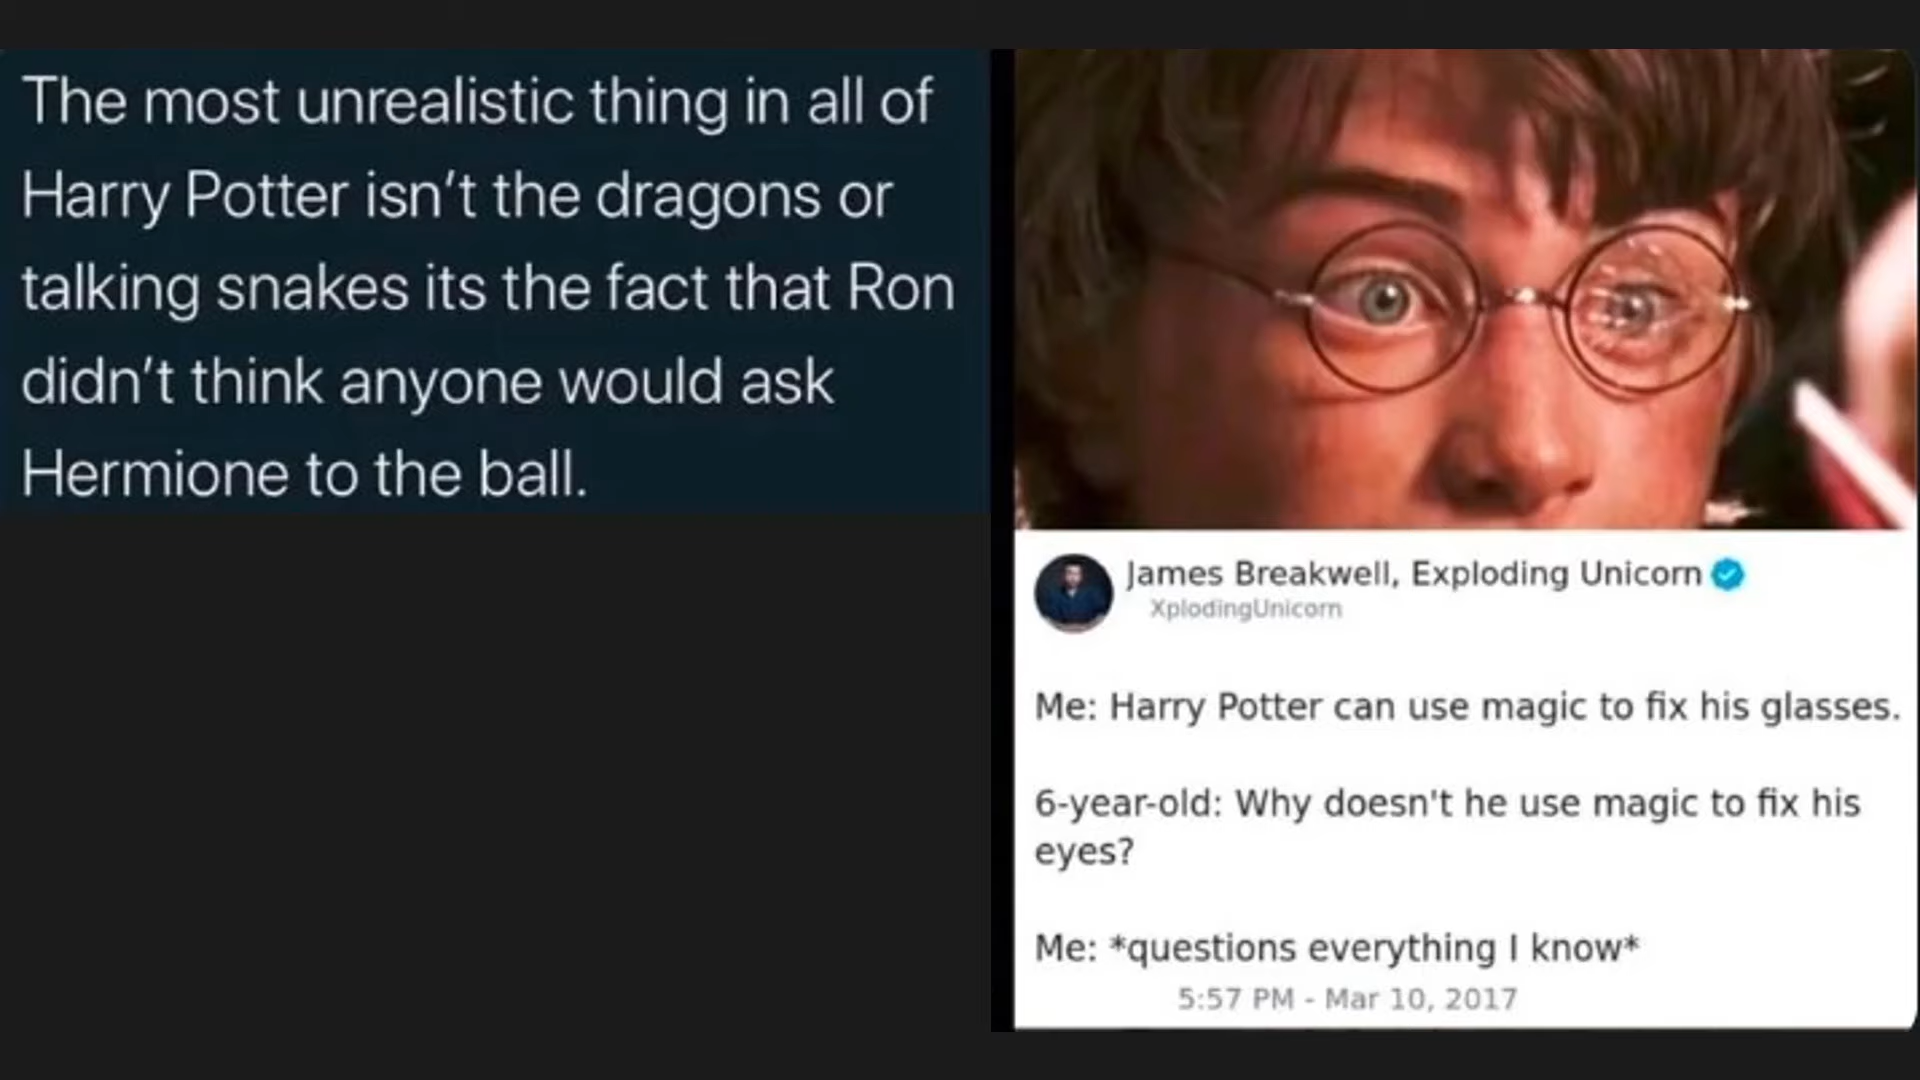 The most unrealistic thing in all of
Harry Potter isn’t the dragons or
talking snakes its the fact that Ron
didn’t think anyone would ask
Hermione to the ball.
James Breakwell, Exploding Unicorn
XplodingUnicorn
Me: Harry Potter can use magic to fix his glasses.
6-year-old: Why doesn't he use magic to fix his
eyes?
Me: *questions everything I know*
5:57 PM - Mar 10, 2017